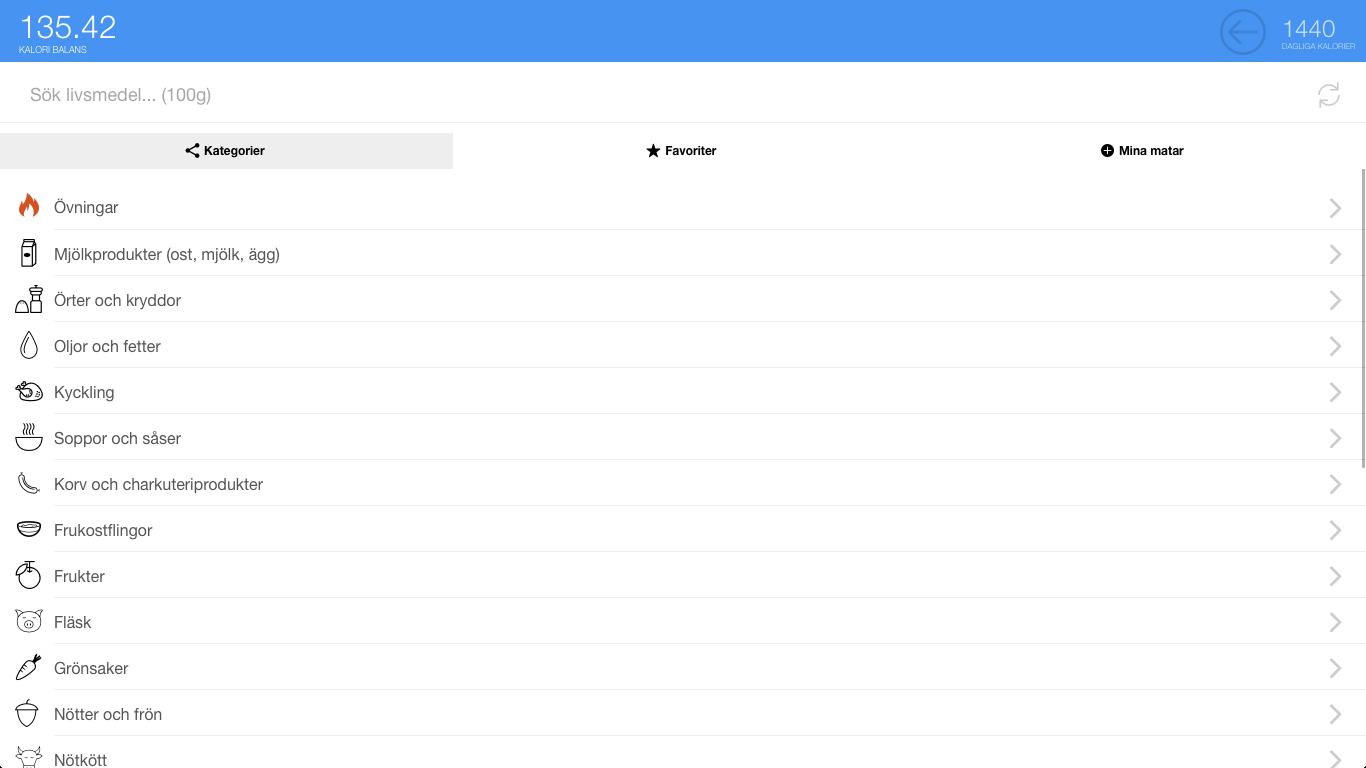 135.42
KALORI BALANS
1440
DAGLIGA KALORIER
Sök livsmedel... (100g)
Kategorier
Favoriter
Mina matar
Övningar
Mjölkprodukter (ost, mjölk, ägg)
Örter och kryddor
Oljor och fetter
Kyckling
Soppor och såser
Korv och charkuteriprodukter
Frukostflingor
Frukter
Fläsk
Grönsaker
Nötter och frön
Nötkött